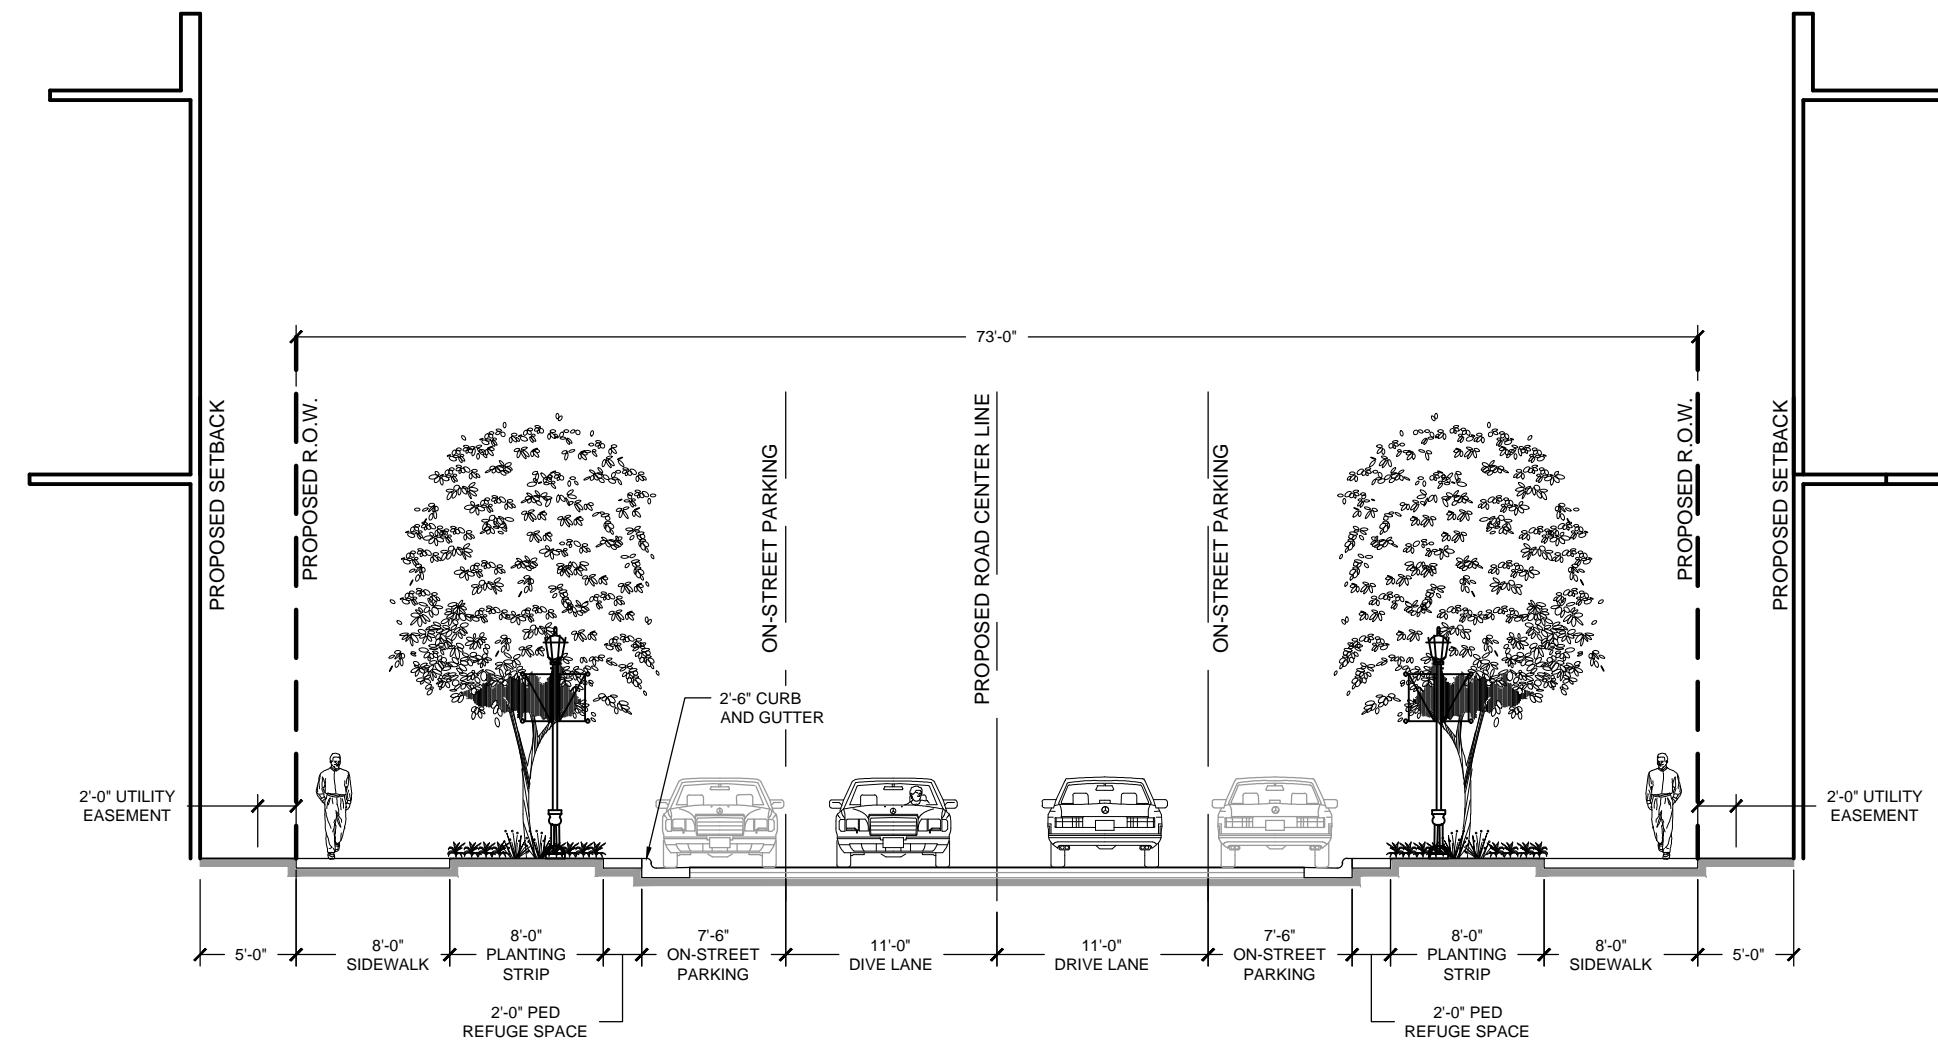 73'-0"
PROPOSED SETBACK
PROPOSED R.O.W.
ON-STREET PARKING
PROPOSED ROAD CENTER LINE
ON-STREET PARKING
PROPOSED R.O.W.
PROPOSED SETBACK
2'-6" CURB
AND GUTTER
2'-0" UTILITY
EASEMENT
2'-0" UTILITY
EASEMENT
5'-0"
8'-0"
SIDEWALK
8'-0"
PLANTING
STRIP
7'-6"
ON-STREET
PARKING
11'-0"
DIVE LANE
11'-0"
DRIVE LANE
7'-6"
ON-STREET
PARKING
8'-0"
PLANTING
STRIP
8'-0"
SIDEWALK
5'-0"
2'-0" PED
REFUGE SPACE
2'-0" PED
REFUGE SPACE